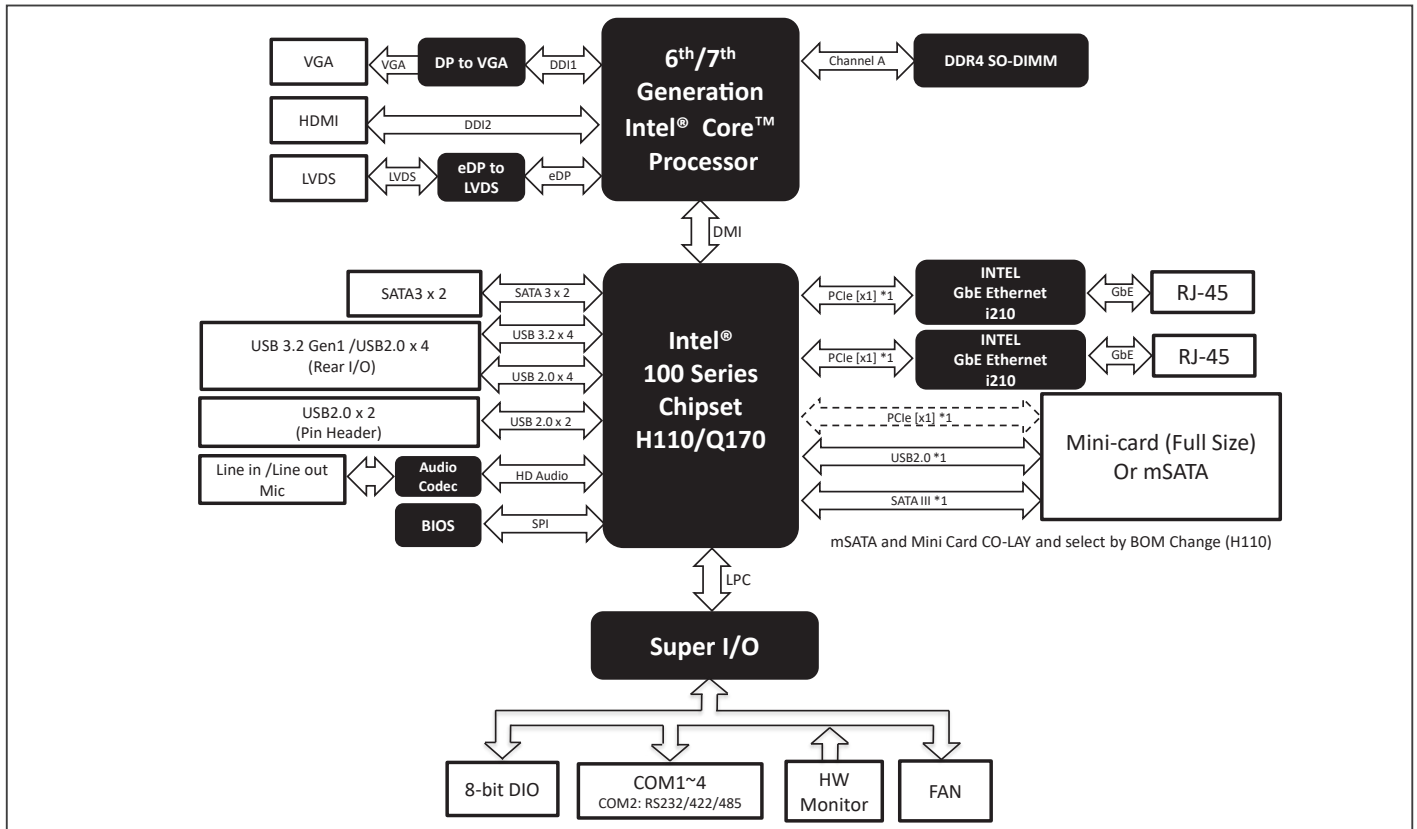 VGA
VGA
DP to VGA
DDI1
6th/7th
Generation
Intel® Core™
Processor
Channel A
DDR4 SO-DIMM
HDMI
DDI2
LVDS
LVDS
eDP to
LVDS
eDP
DMI
SATA3 x 2
SATA 3 x 2
USB 3.2 Gen1 /USB2.0 x 4
(Rear I/O)
USB 3.2 x 4
USB 2.0 x 4
USB2.0 x 2
(Pin Header)
USB 2.0 x 2
Line in /Line out
Mic
Audio
Codec
HD Audio
BIOS
SPI
Intel®
100 Series
Chipset
H110/Q170
PCIe [x1] *1
INTEL
GbE Ethernet
i210
GbE
RJ-45
PCIe [x1] *1
INTEL
GbE Ethernet
i210
GbE
RJ-45
PCIe [x1] *1
USB2.0 *1
SATA III *1
Mini-card (Full Size)
Or mSATA
mSATA and Mini Card CO-LAY and select by BOM Change (H110)
LPC
Super I/O
8-bit DIO
COM1~4
COM2: RS232/422/485
HW
Monitor
FAN